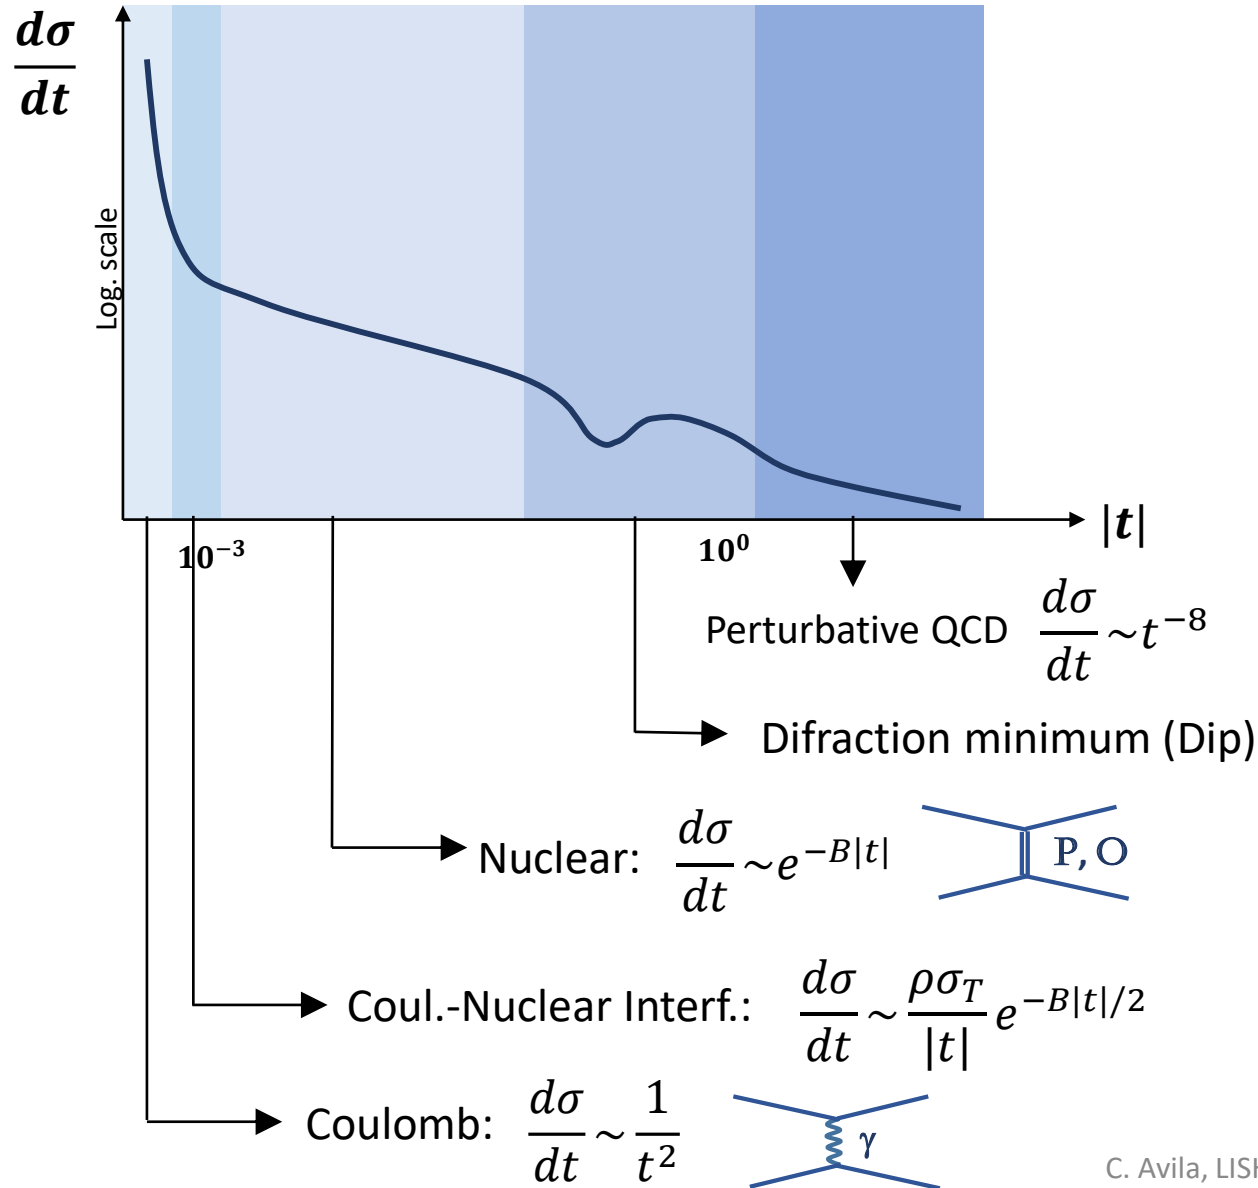 dσ/dt
Log. scale
|t|
10⁻³
10⁰
Perturbative QCD dσ/dt ~ t⁻⁸
Difraction minimum (Dip)
Nuclear: dσ/dt ~ e^{-B|t|}
P, O
Coul.-Nuclear Interf.: dσ/dt ~ ρσ_T/|t| e^{-B|t|/2}
Coulomb: dσ/dt ~ 1/t²
γ
C. Avila,